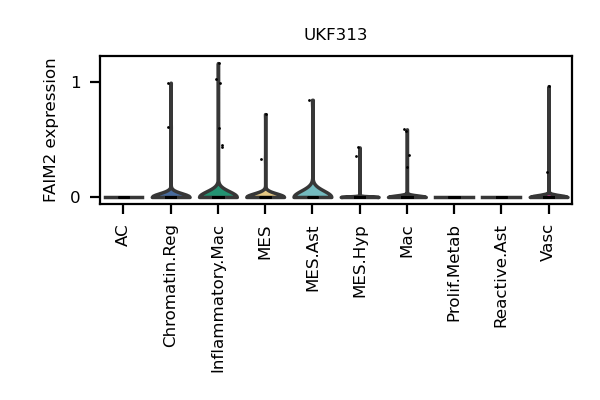 UKF313
FAIM2 expression
1
0
AC
Chromatin.Reg
Inflammatory.Mac
MES
MES.Ast
MES.Hyp
Mac
Prolif.Metab
Reactive.Ast
Vasc